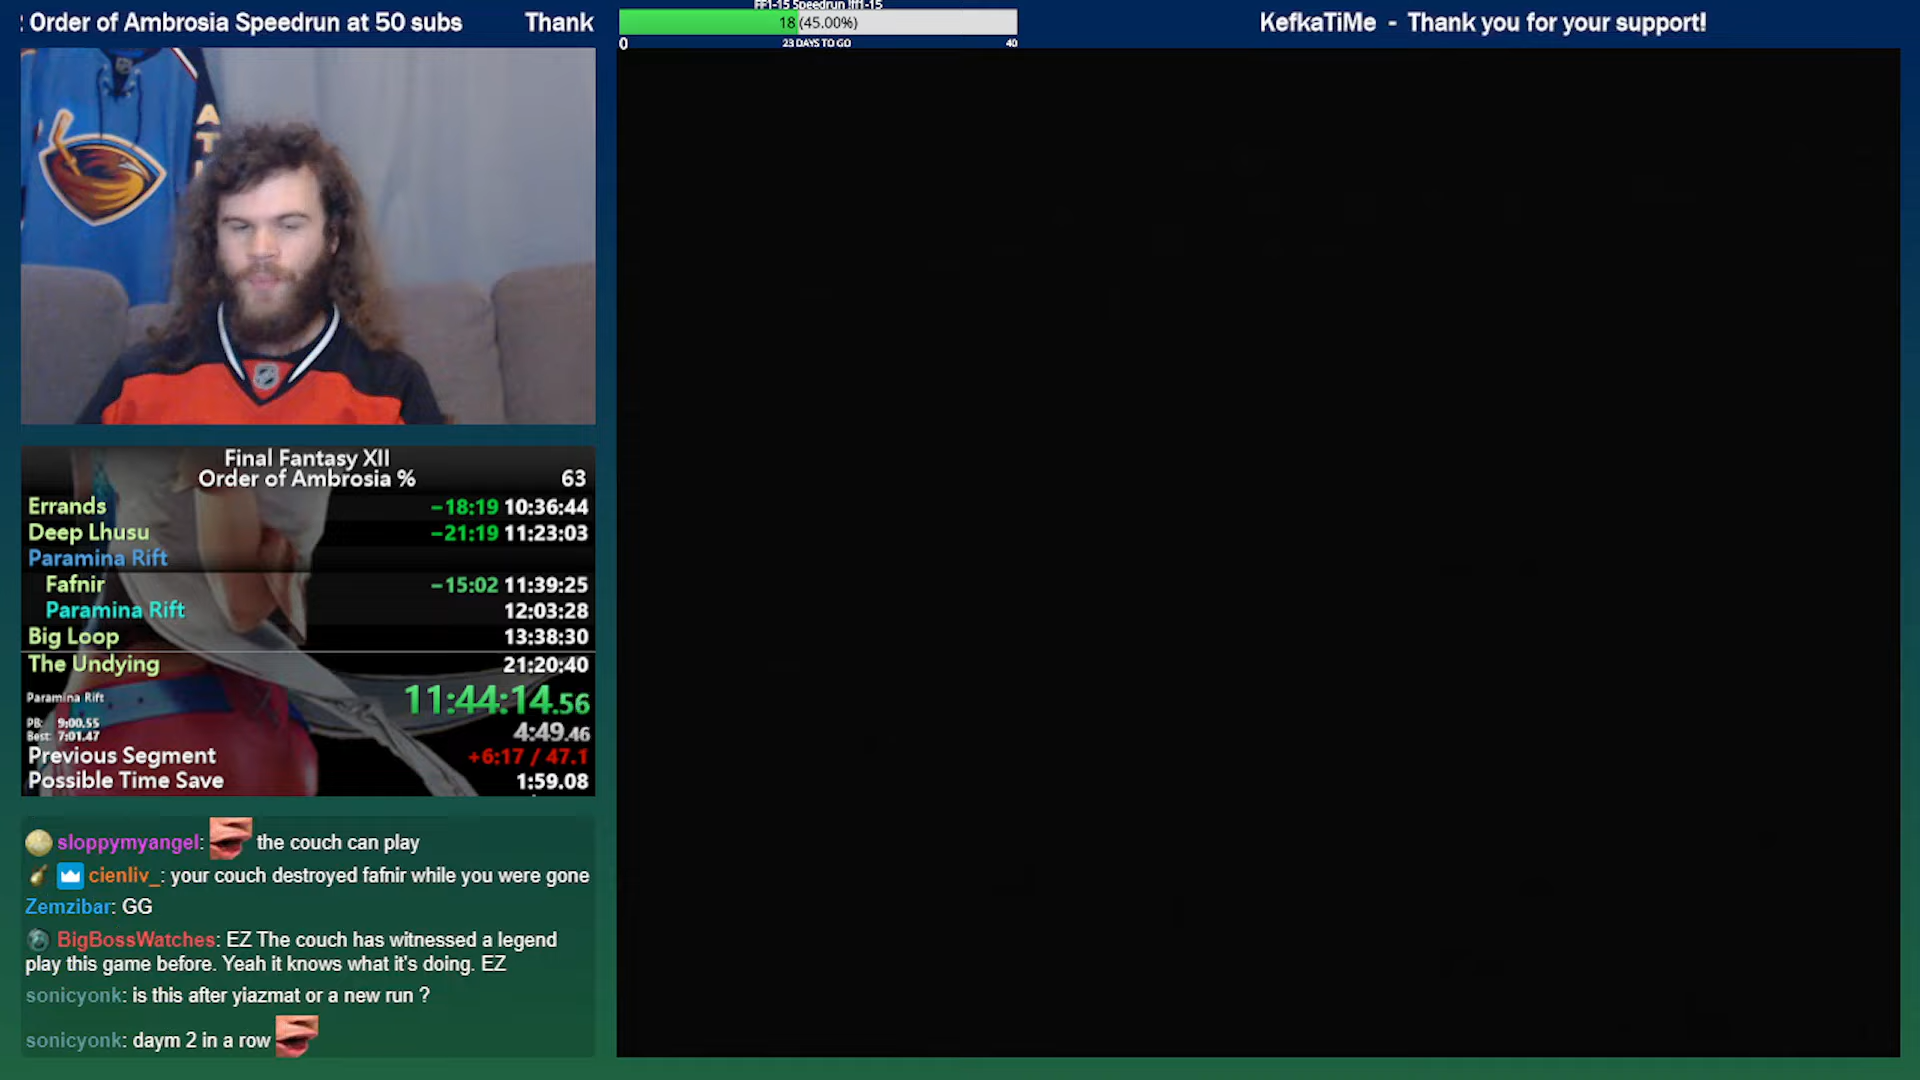 : Order of Ambrosia Speedrun at 50 subs Thank
FF1-15 Speedrun !ff1-15
18 (45.00%)
0 23 DAYS TO GO 40
KefkaTiMe - Thank you for your support!
Final Fantasy XII
Order of Ambrosia % 63
Errands -18:19 10:36:44
Deep Lhusu -21:19 11:23:03
Paramina Rift
Fafnir -15:02 11:39:25
Paramina Rift 12:03:28
Big Loop 13:38:30
The Undying 21:20:40
Paramina Rift 11:44:14.56
PB: 9:00.55
Best: 7:01.47 4:49.46
Previous Segment +6:17 / 47.1
Possible Time Save 1:59.08
sloppymyangel: the couch can play
cienliv_: your couch destroyed fafnir while you were gone
Zemzibar: GG
BigBossWatches: EZ The couch has witnessed a legend
play this game before. Yeah it knows what it's doing. EZ
sonicyonk: is this after yiazmat or a new run ?
sonicyonk: daym 2 in a row